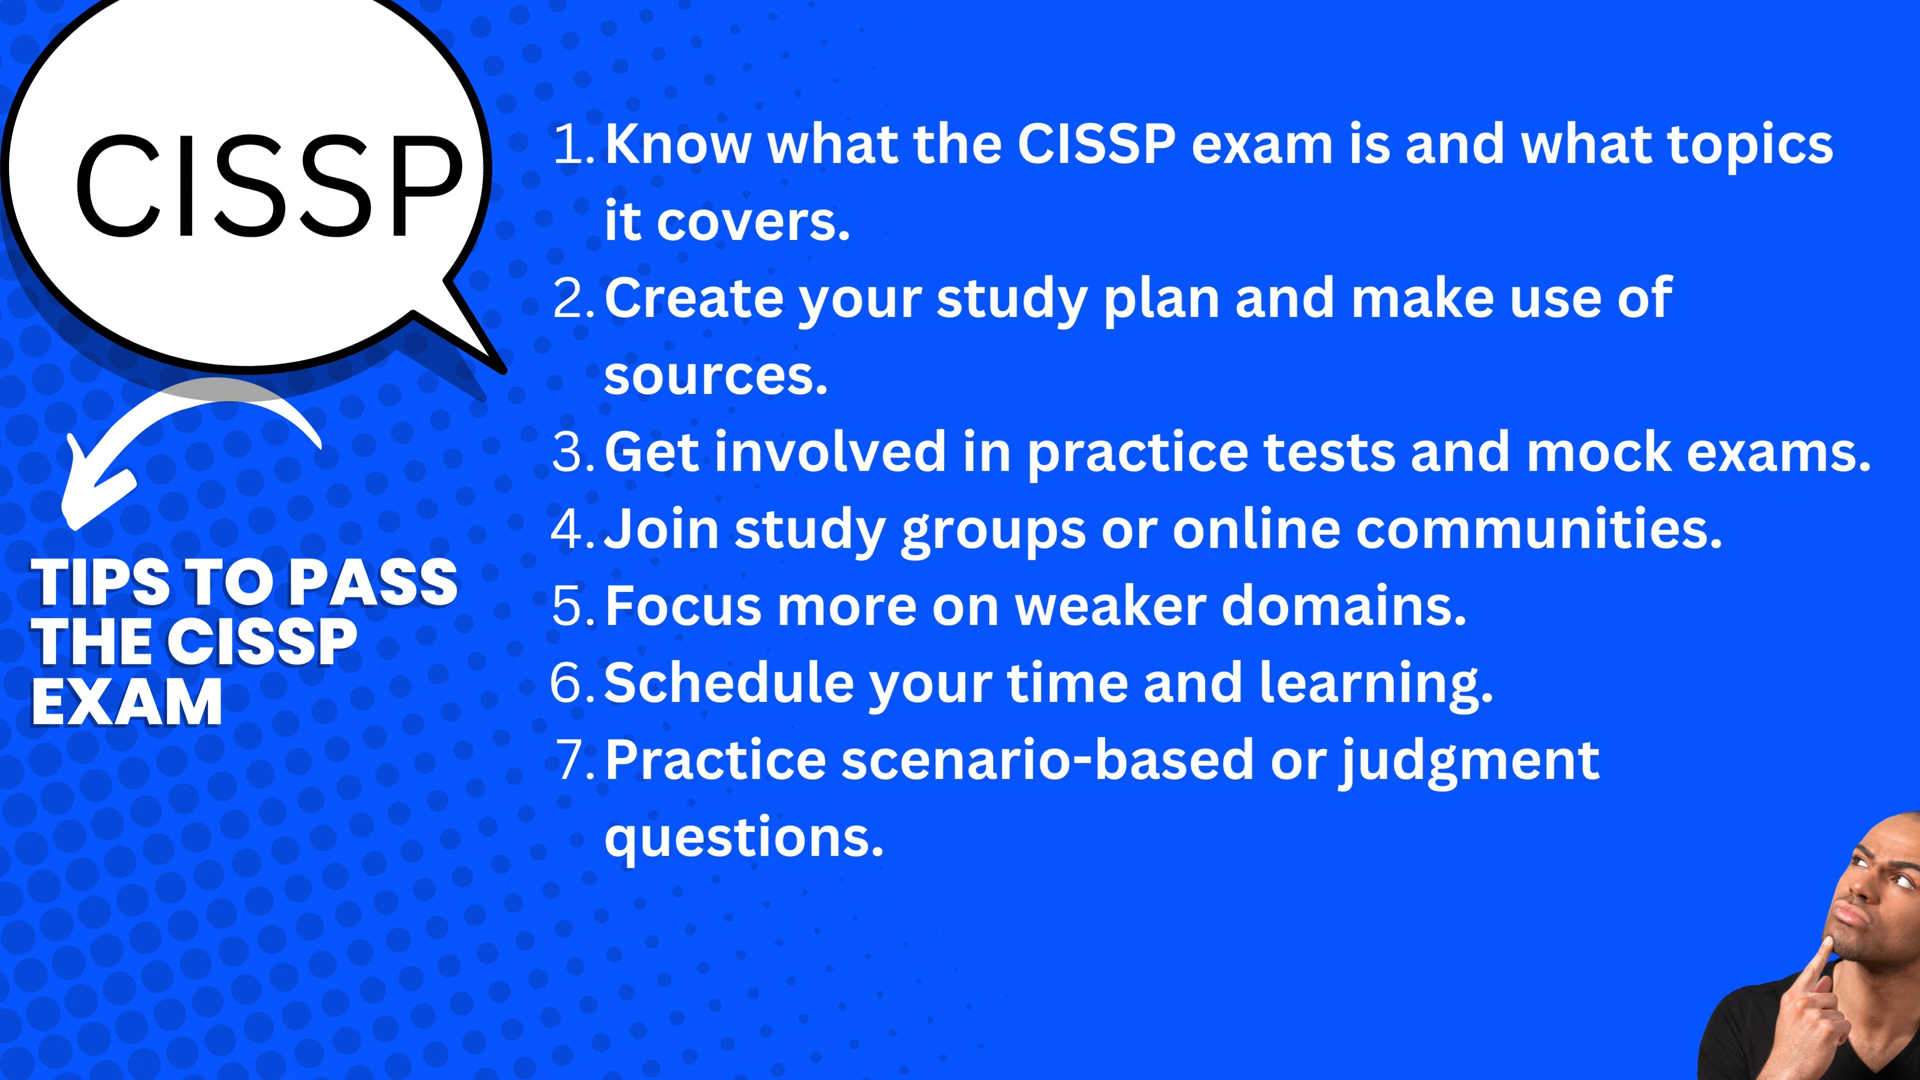 CISSP
TIPS TO PASS
THE CISSP
EXAM
1. Know what the CISSP exam is and what topics
it covers.
2. Create your study plan and make use of
sources.
3. Get involved in practice tests and mock exams.
4. Join study groups or online communities.
5. Focus more on weaker domains.
6. Schedule your time and learning.
7. Practice scenario-based or judgment
questions.